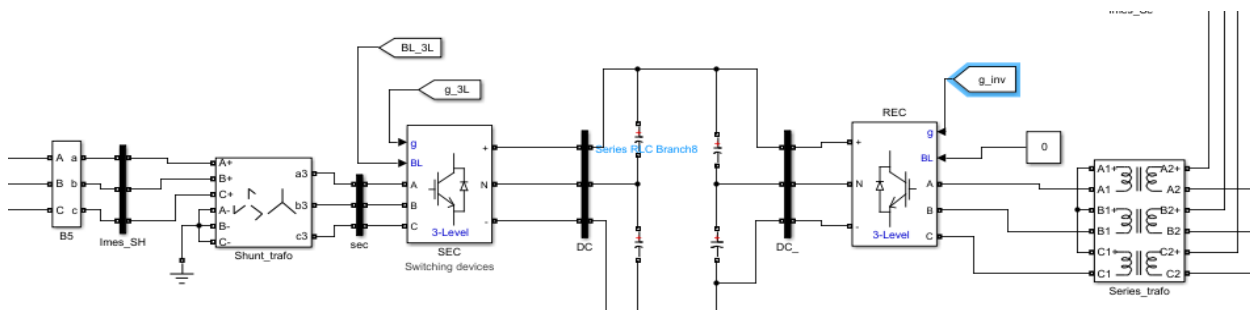 BL_3L
g_3L
g_inv
REC
A a
B b
C c
B5
Imes_SH
A+
B+
C+
A-
B-
C-
a3
b3
c3
Shunt_trafo
sec
g
BL
A
B
C
+
N
-
3-Level
SEC
Switching devices
DC
Series RLC Branch8
DC_
+
N
-
g
BL
A
B
C
3-Level
0
A1+ A2+
A1 A2
B1+ B2+
B1 B2
C1+ C2+
C1 C2
Series_trafo